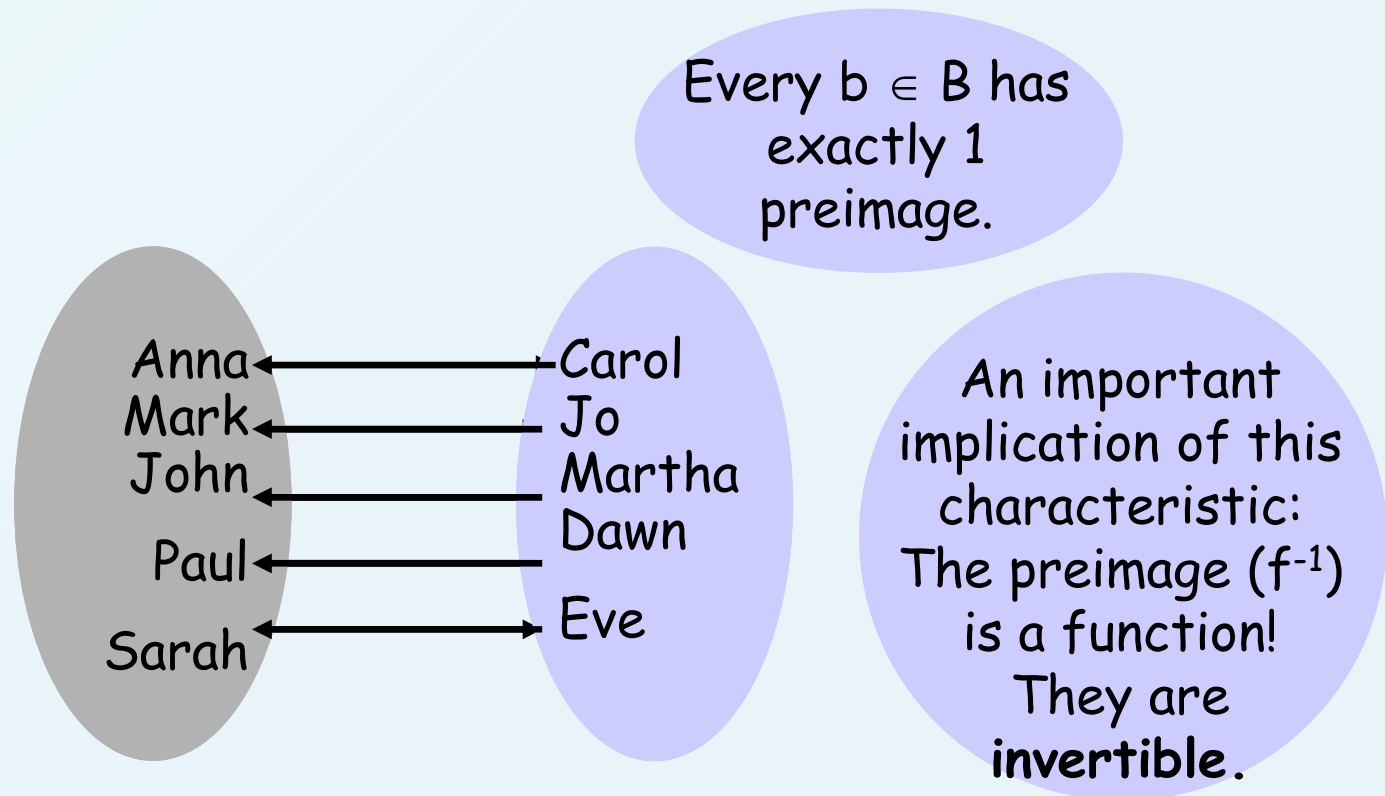 Every b ∈ B has
exactly 1
preimage.
Anna
Mark
John
Paul
Sarah
Carol
Jo
Martha
Dawn
Eve
An important
implication of this
characteristic:
The preimage (f⁻¹)
is a function!
They are
invertible.